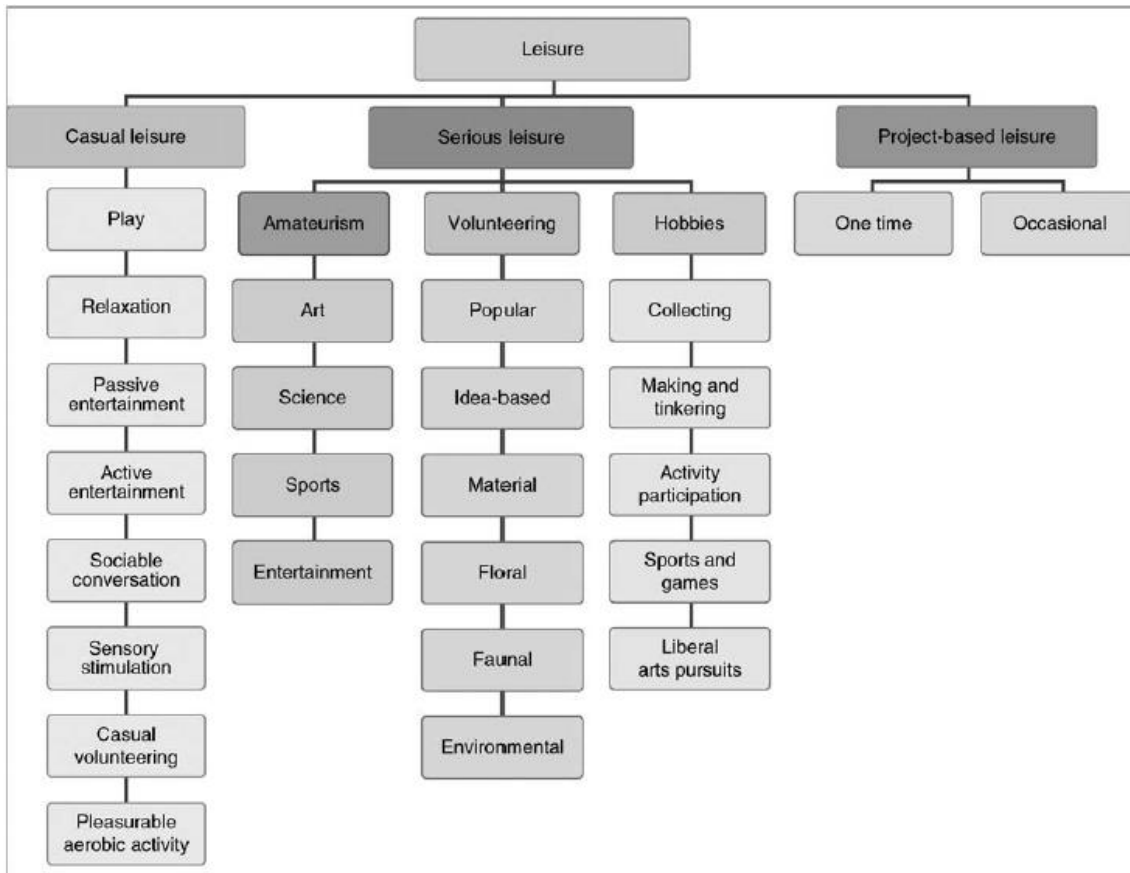 Leisure
Casual leisure
Serious leisure
Project-based leisure
Play
Relaxation
Passive
entertainment
Active
entertainment
Sociable
conversation
Sensory
stimulation
Casual
volunteering
Pleasurable
aerobic activity
Amateurism
Art
Science
Sports
Entertainment
Volunteering
Popular
Idea-based
Material
Floral
Faunal
Environmental
Hobbies
Collecting
Making and
tinkering
Activity
participation
Sports and
games
Liberal
arts pursuits
One time
Occasional